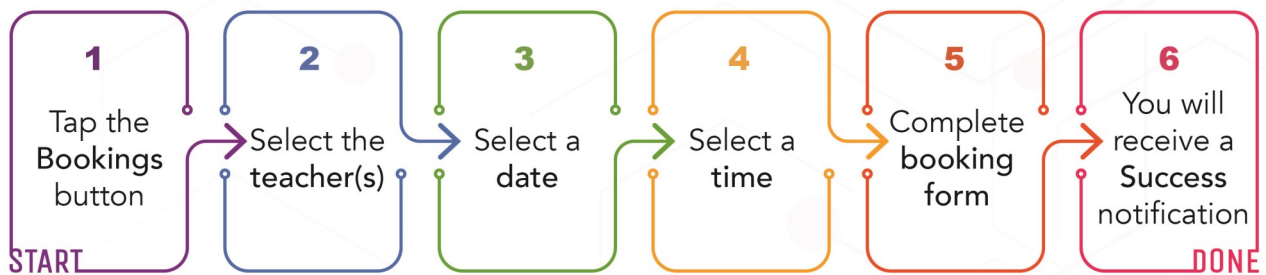 1
Tap the
Bookings
button
START
2
Select the
teacher(s)
3
Select a
date
4
Select a
time
5
Complete
booking
form
6
You will
receive a
Success
notification
DONE